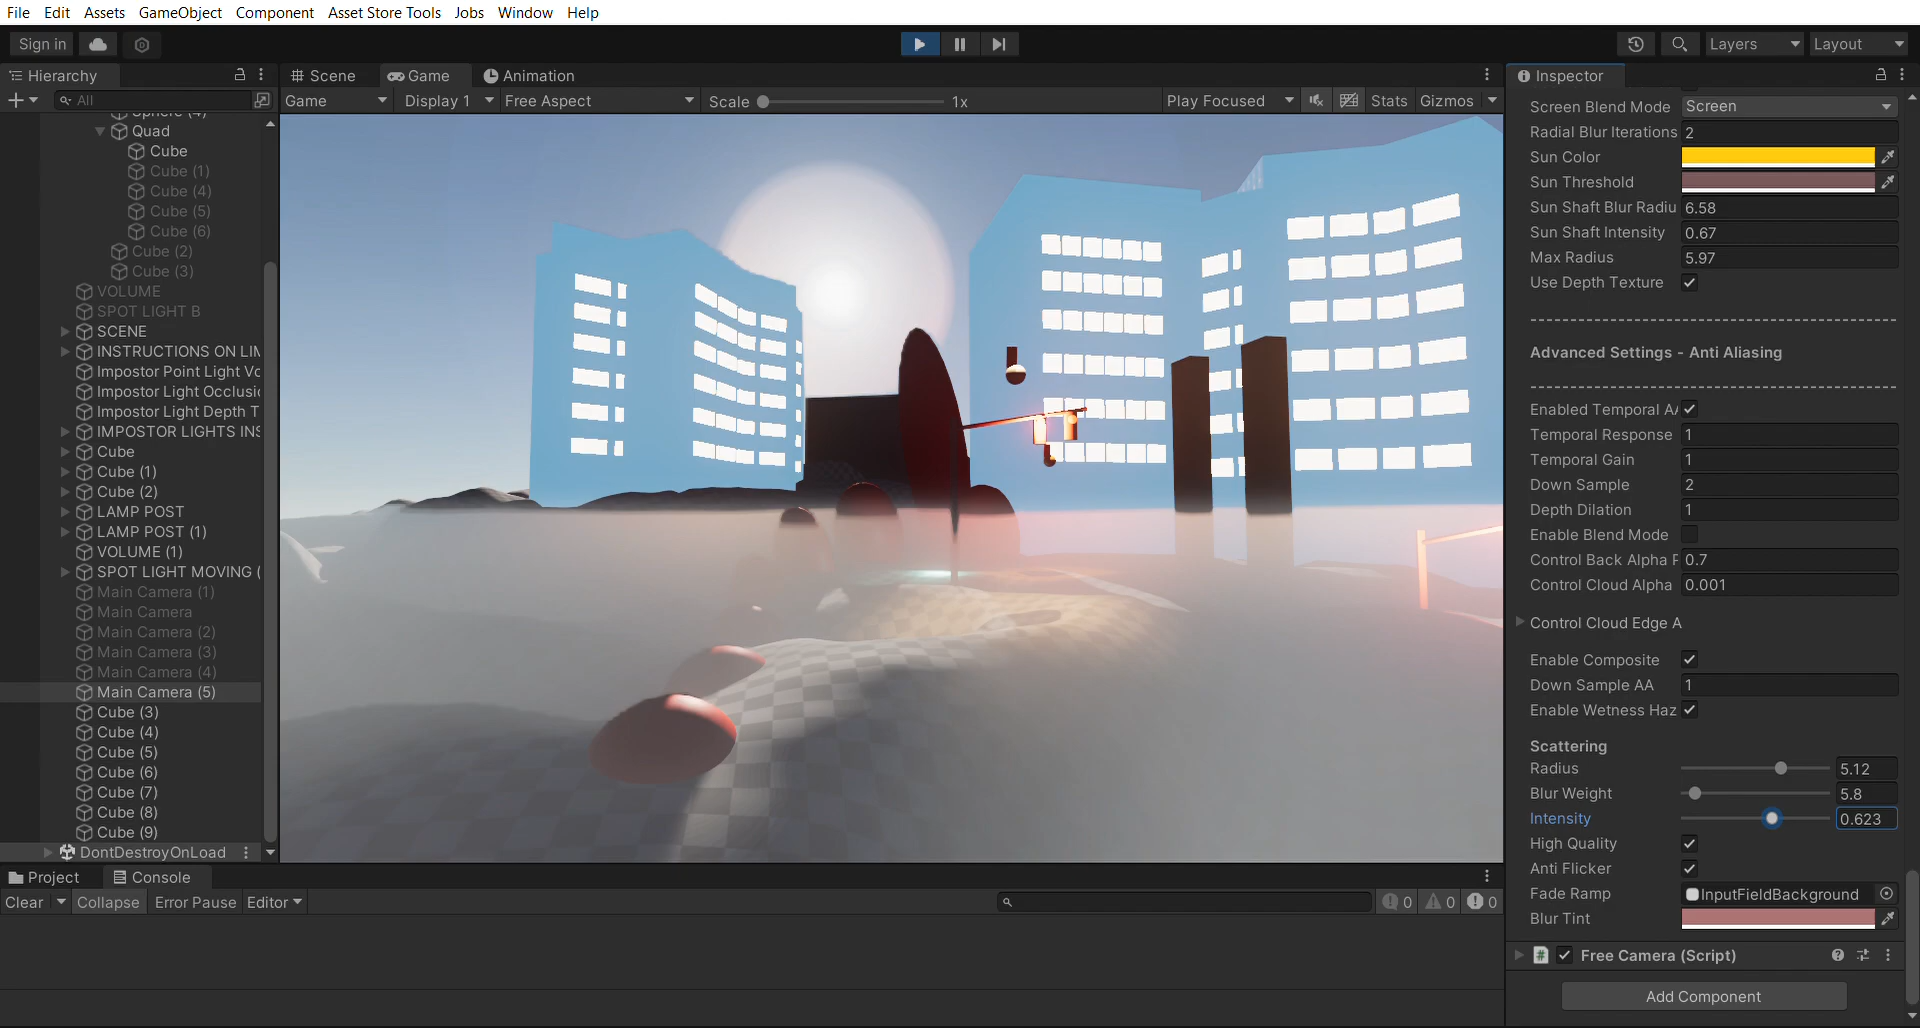 File Edit Assets GameObject Component Asset Store Tools Jobs Window Help
Sign in
Layers
Layout
Hierarchy
All
Sphere (4)
Quad
Cube
Cube (1)
Cube (4)
Cube (5)
Cube (6)
Cube (2)
Cube (3)
VOLUME
SPOT LIGHT B
SCENE
INSTRUCTIONS ON LIM
Impostor Point Light Vo
Impostor Light Occlusio
Impostor Light Depth T
IMPOSTOR LIGHTS INS
Cube
Cube (1)
Cube (2)
LAMP POST
LAMP POST (1)
VOLUME (1)
SPOT LIGHT MOVING (
Main Camera (1)
Main Camera
Main Camera (2)
Main Camera (3)
Main Camera (4)
Main Camera (5)
Cube (3)
Cube (4)
Cube (5)
Cube (6)
Cube (7)
Cube (8)
Cube (9)
DontDestroyOnLoad
Scene Game Animation
Game Display 1 Free Aspect Scale 1x Play Focused Stats Gizmos
Project Console
Clear Collapse Error Pause Editor 0 0 0
Inspector
Screen Blend Mode Screen
Radial Blur Iterations 2
Sun Color
Sun Threshold
Sun Shaft Blur Radiu 6.58
Sun Shaft Intensity 0.67
Max Radius 5.97
Use Depth Texture
Advanced Settings - Anti Aliasing
Enabled Temporal AA
Temporal Response 1
Temporal Gain 1
Down Sample 2
Depth Dilation 1
Enable Blend Mode
Control Back Alpha P 0.7
Control Cloud Alpha 0.001
Control Cloud Edge A
Enable Composite
Down Sample AA 1
Enable Wetness Haz
Scattering
Radius 5.12
Blur Weight 5.8
Intensity 0.623
High Quality
Anti Flicker
Fade Ramp InputFieldBackground
Blur Tint
Free Camera (Script)
Add Component